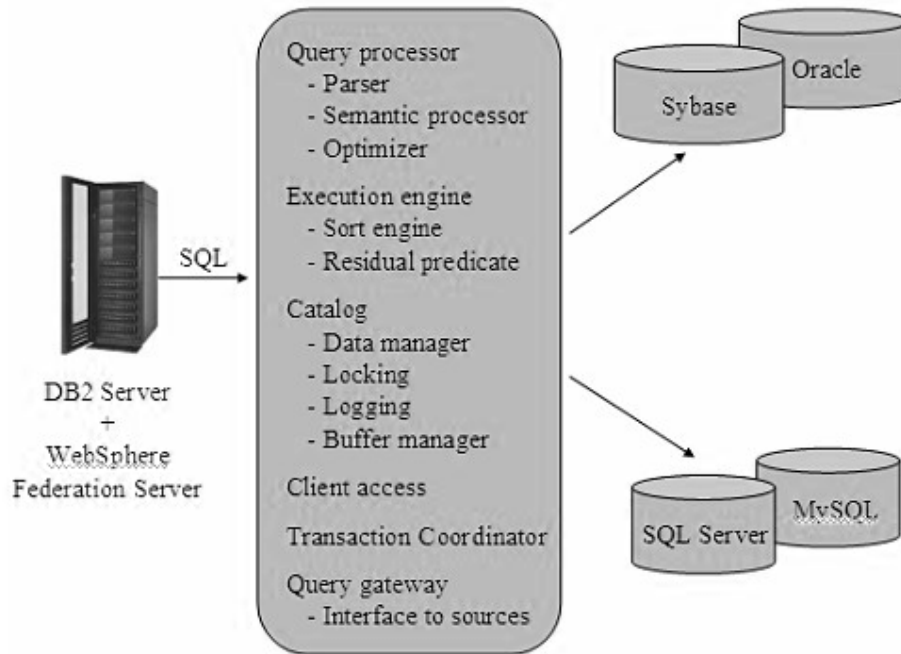 Query processor
- Parser
- Semantic processor
- Optimizer
Execution engine
- Sort engine
- Residual predicate
Catalog
- Data manager
- Locking
- Logging
- Buffer manager
Client access
Transaction Coordinator
Query gateway
- Interface to sources
SQL
DB2 Server
+
WebSphere
Federation Server
Oracle
Sybase
MySQL
SQL Server